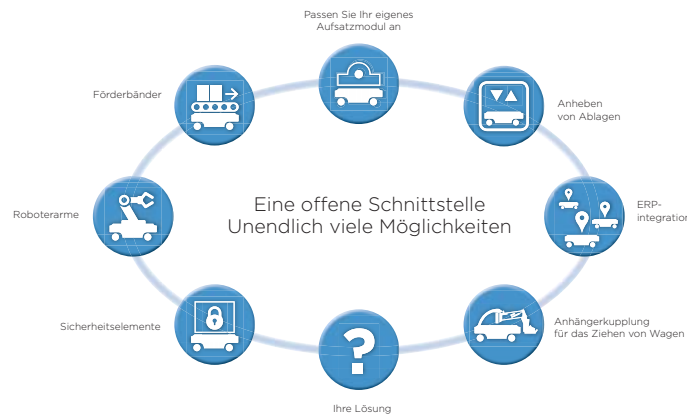 Passen Sie Ihr eigenes
Aufsatzmodul an
Förderbänder
Anheben
von Ablagen
Eine offene Schnittstelle
Unendlich viele Möglichkeiten
Roboterarme
ERP-
integration
Sicherheitselemente
Anhängerkupplung
für das Ziehen von Wagen
?
Ihre Lösung